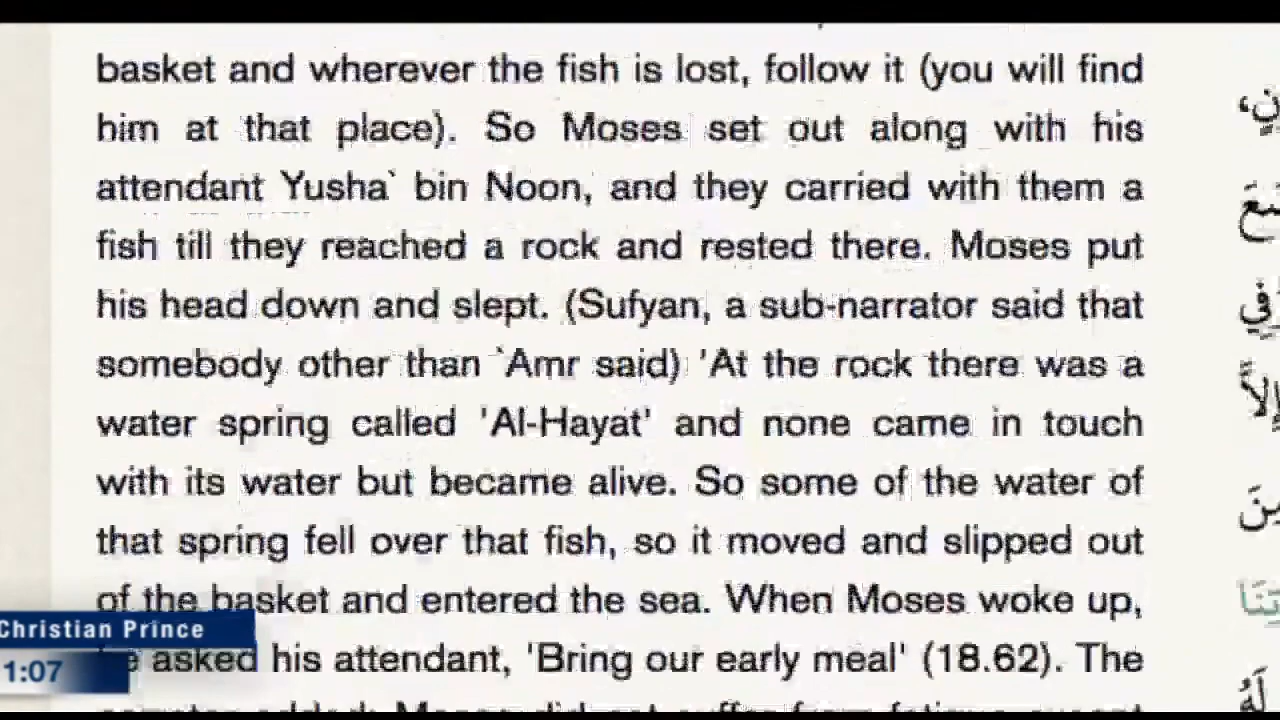 basket and wherever the fish is lost, follow it (you will find
him at that place). So Moses set out along with his
attendant Yusha` bin Noon, and they carried with them a
fish till they reached a rock and rested there. Moses put
his head down and slept. (Sufyan, a sub-narrator said that
somebody other than `Amr said) 'At the rock there was a
water spring called 'Al-Hayat' and none came in touch
with its water but became alive. So some of the water of
that spring fell over that fish, so it moved and slipped out
of the basket and entered the sea. When Moses woke up,
asked his attendant, 'Bring our early meal' (18.62). The
Christian Prince
1:07